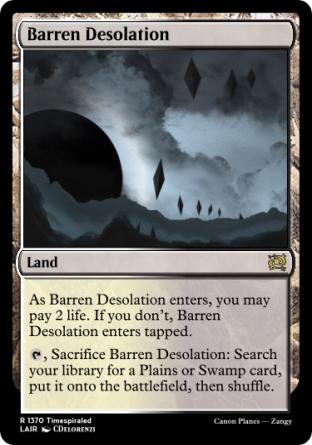 Barren Desolation
Land
As Barren Desolation enters, you may
pay 2 life. If you don't, Barren
Desolation enters tapped.
, Sacrifice Barren Desolation: Search
your library for a Plains or Swamp card,
put it onto the battlefield, then shuffle.
R 1370 Timespiraled
LAIR CDELORENZI
Canon Planes — Zangy